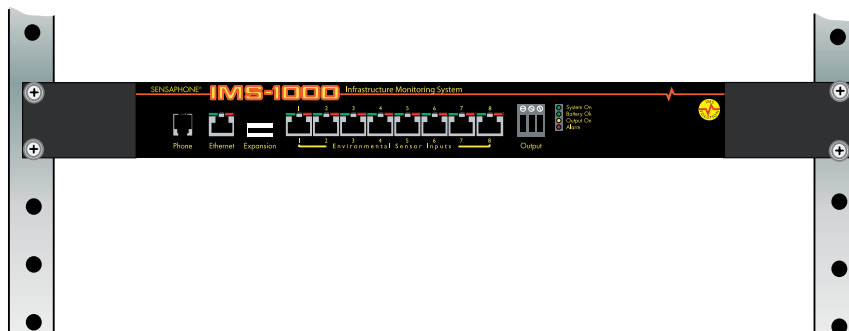 SENSAPHONE® IMS-1000 Infrastructure Monitoring System
1 2 3 4 5 6 7 8
System On
Battery Ok
Output On
Alarm
1 2 3 4 5 6 7 8
Phone Ethernet Expansion Environmental Sensor Inputs Output